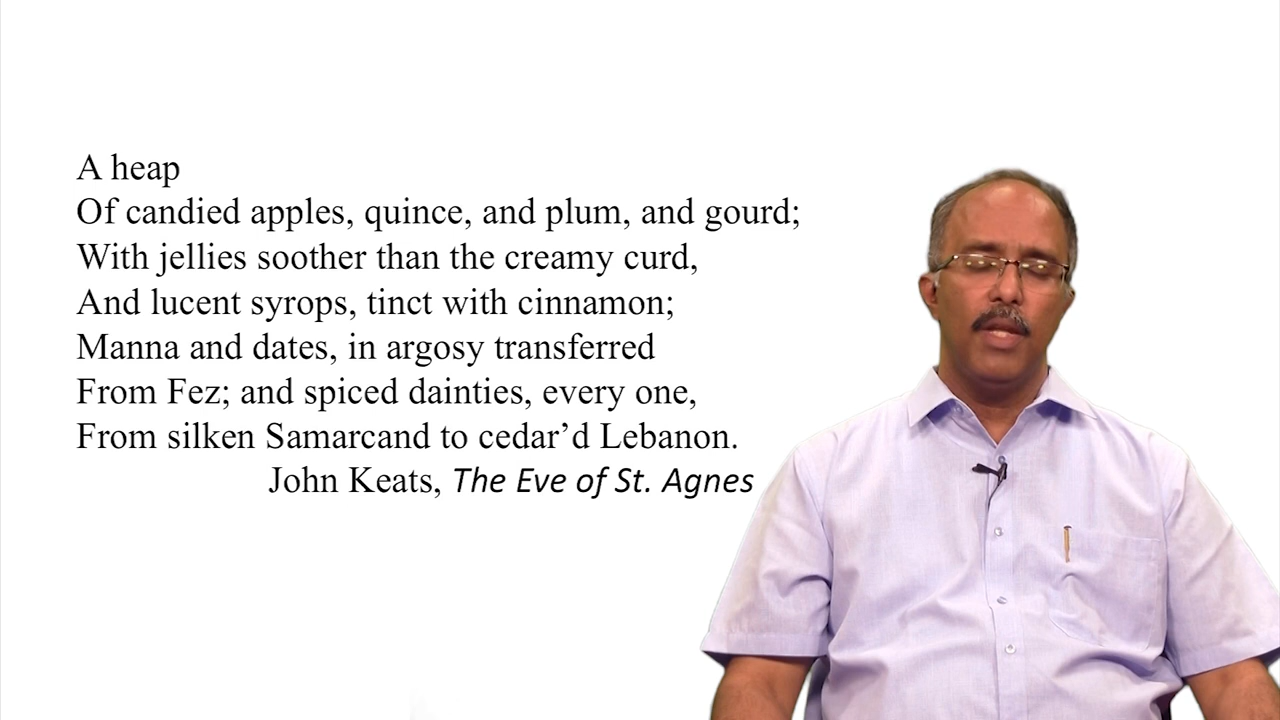 A heap
Of candied apples, quince, and plum, and gourd;
With jellies soother than the creamy curd,
And lucent syrops, tinct with cinnamon;
Manna and dates, in argosy transferred
From Fez; and spiced dainties, every one,
From silken Samarcand to cedar’d Lebanon.
John Keats, The Eve of St. Agnes